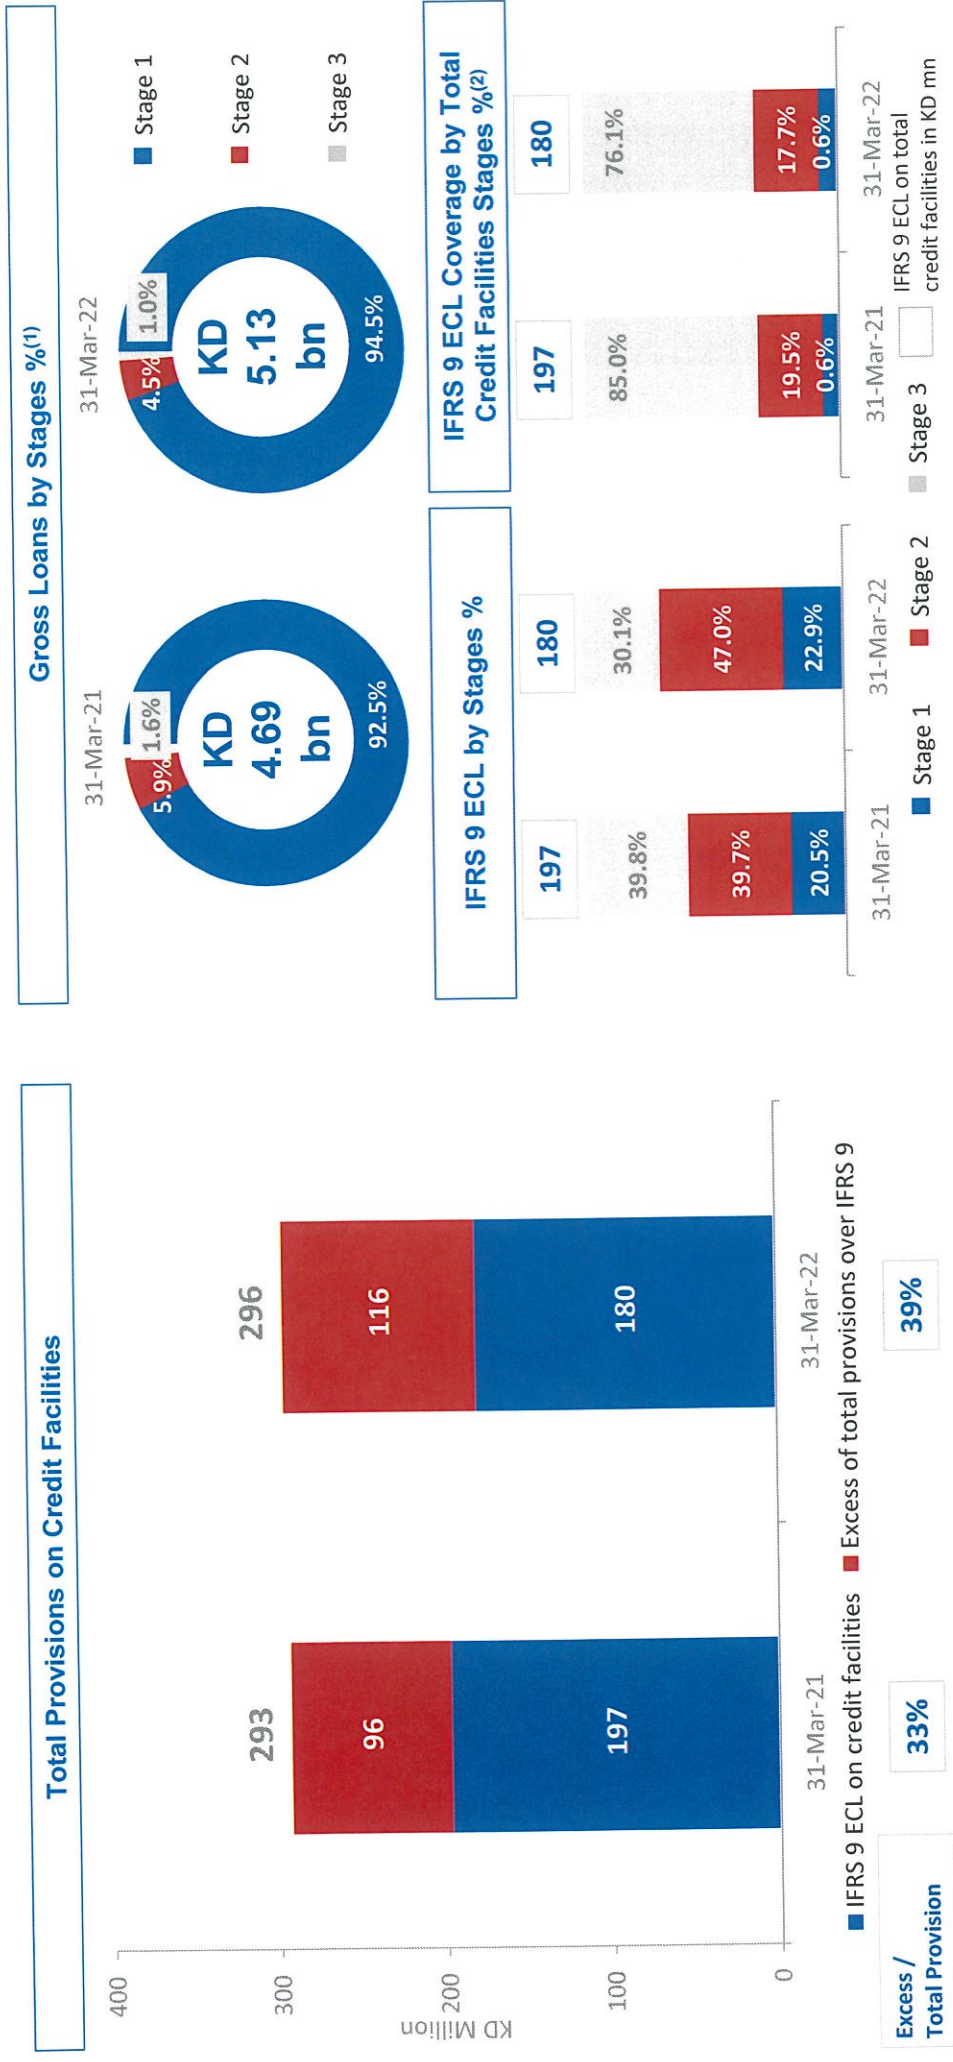 Total Provisions on Credit Facilities
KD Million
400
300
200
100
0
293
96
197
31-Mar-21
296
116
180
31-Mar-22
IFRS 9 ECL on credit facilities
Excess of total provisions over IFRS 9
Excess /
Total Provision
33%
39%
Gross Loans by Stages %(1)
31-Mar-21
5.9%
1.6%
KD
4.69
bn
92.5%
31-Mar-22
4.5%
1.0%
KD
5.13
bn
94.5%
Stage 1
Stage 2
Stage 3
IFRS 9 ECL by Stages %
197
39.8%
39.7%
20.5%
31-Mar-21
180
30.1%
47.0%
22.9%
31-Mar-22
IFRS 9 ECL Coverage by Total
Credit Facilities Stages %(2)
197
85.0%
19.5%
0.6%
31-Mar-21
180
76.1%
17.7%
0.6%
31-Mar-22
Stage 1
Stage 2
Stage 3
IFRS 9 ECL on total
credit facilities in KD mn